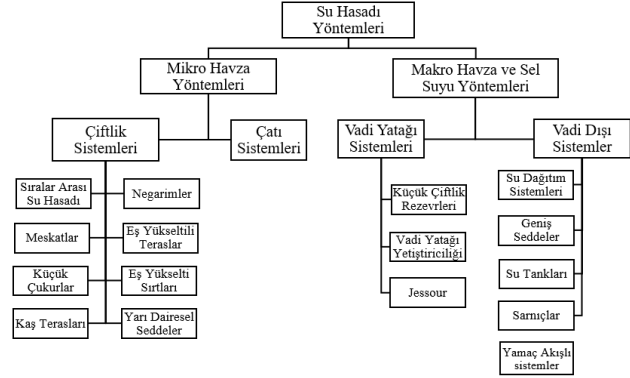 Su Hasadı
Yöntemleri
Mikro Havza
Yöntemleri
Makro Havza ve Sel
Suyu Yöntemleri
Çiftlik
Sistemleri
Çatı
Sistemleri
Vadi Yatağı
Sistemleri
Vadi Dışı
Sistemler
Sıralar Arası
Su Hasadı
Negarimler
Meskatlar
Eş Yükseltili
Teraslar
Küçük
Çukurlar
Eş Yükselti
Sırtları
Kaş Terasları
Yarı Dairesel
Seddeler
Küçük Çiftlik
Rezevrleri
Vadi Yatağı
Yetiştiriciliği
Jessour
Su Dağıtım
Sistemleri
Geniş
Seddeler
Su Tankları
Sarnıçlar
Yamaç Akışlı
sistemler